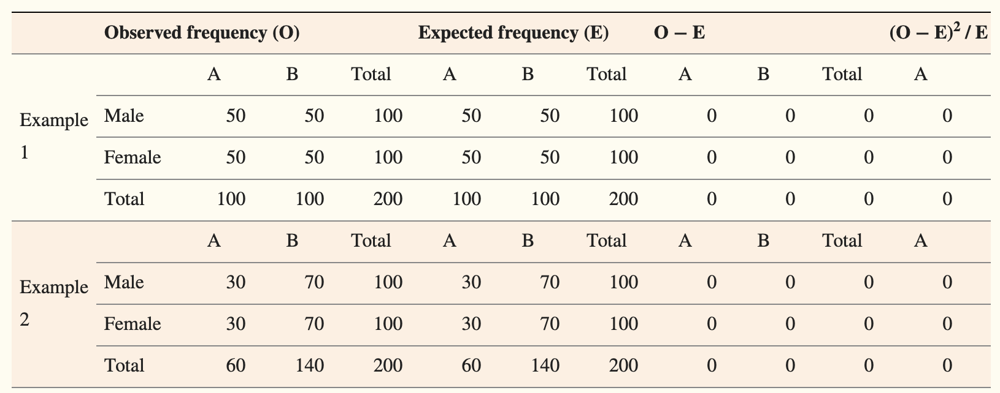 Observed frequency (O) Expected frequency (E) O – E (O – E)² / E
A B Total A B Total A B Total A
Example 1
Male 50 50 100 50 50 100 0 0 0 0
Female 50 50 100 50 50 100 0 0 0 0
Total 100 100 200 100 100 200 0 0 0 0
A B Total A B Total A B Total A
Example 2
Male 30 70 100 30 70 100 0 0 0 0
Female 30 70 100 30 70 100 0 0 0 0
Total 60 140 200 60 140 200 0 0 0 0